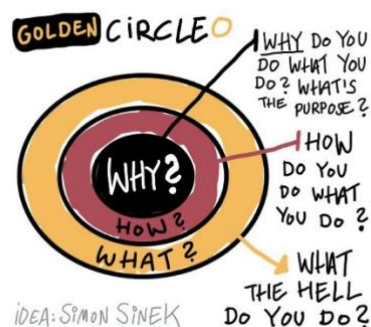 GOLDEN CIRCLE
WHY DO YOU
DO WHAT YOU
DO? WHAT'S
THE PURPOSE?
WHY?
HOW?
WHAT?
HOW
DO YOU
DO WHAT
YOU DO?
WHAT
THE HELL
DO YOU DO?
iDEA: SiMON SiNEK